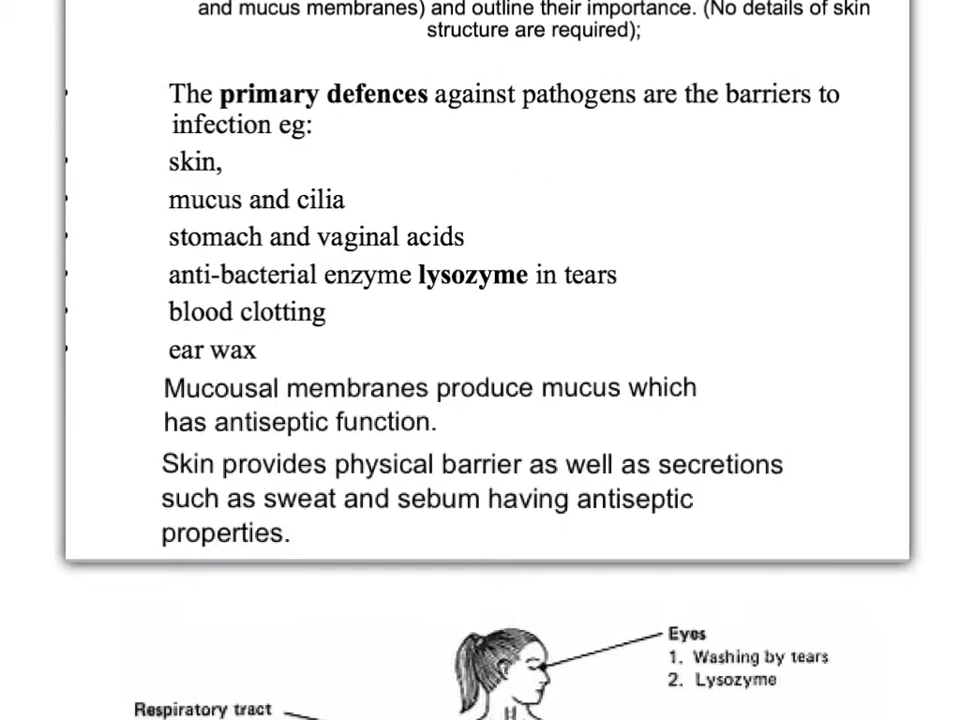 and mucus membranes) and outline their importance. (No details of skin
structure are required);
The primary defences against pathogens are the barriers to
infection eg:
skin,
mucus and cilia
stomach and vaginal acids
anti-bacterial enzyme lysozyme in tears
blood clotting
ear wax
Mucousal membranes produce mucus which
has antiseptic function.
Skin provides physical barrier as well as secretions
such as sweat and sebum having antiseptic
properties.
Eyes
1. Washing by tears
2. Lysozyme
Respiratory tract